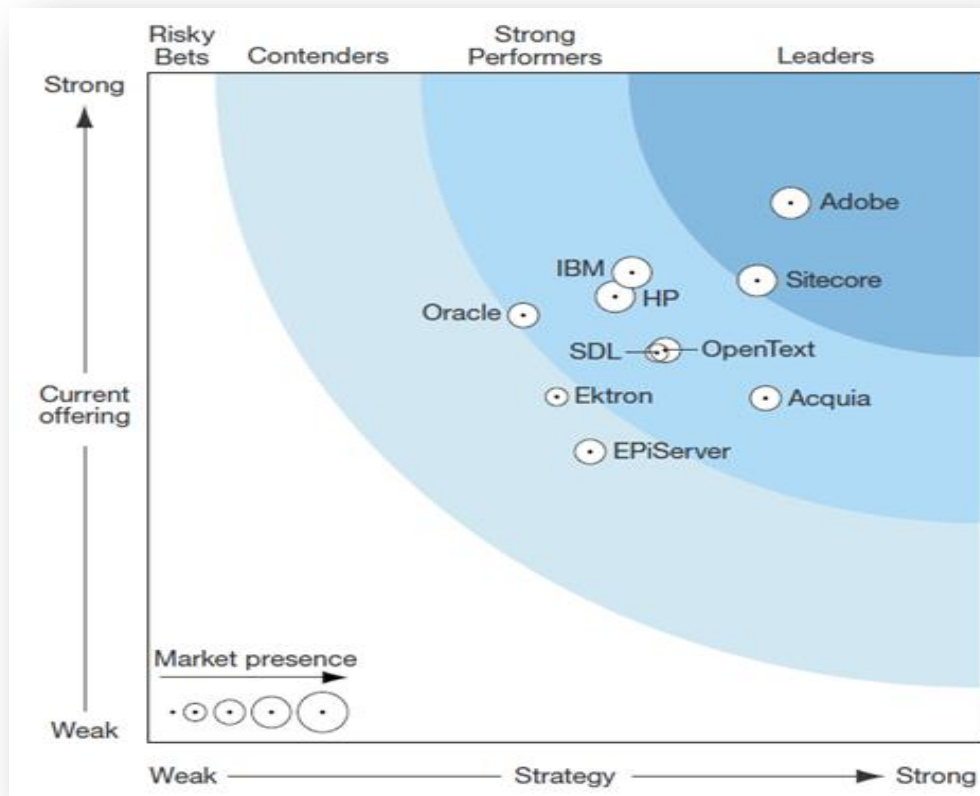 Risky
Bets
Contenders
Strong
Performers
Leaders
Strong
Adobe
IBM
Sitecore
HP
Oracle
SDL
OpenText
Current
offering
Ektron
Acquia
EPiServer
Market presence
Weak
Weak
Strategy
Strong